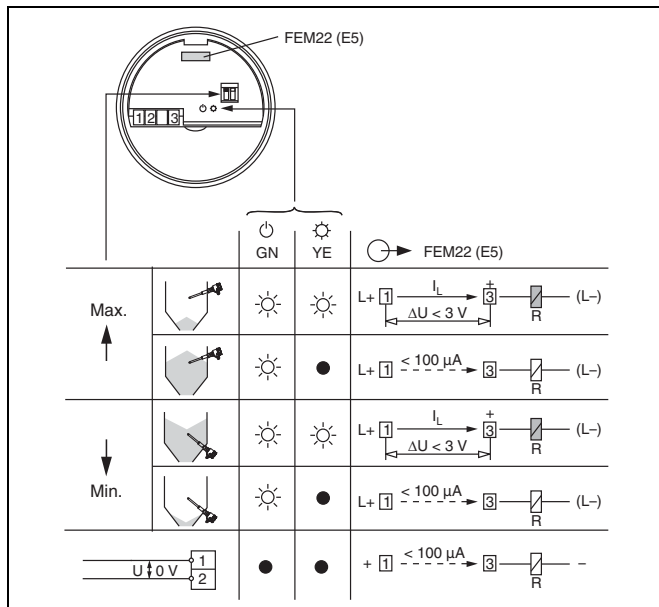 FEM22 (E5)
1 2 3
GN YE FEM22 (E5)
Max.
L+ 1 I_L + 3 (L–)
ΔU < 3 V R
L+ 1 < 100 µA 3 (L–)
R
Min.
L+ 1 I_L + 3 (L–)
ΔU < 3 V R
L+ 1 < 100 µA 3 (L–)
R
U 0 V 1
2
+ 1 < 100 µA 3 –
R